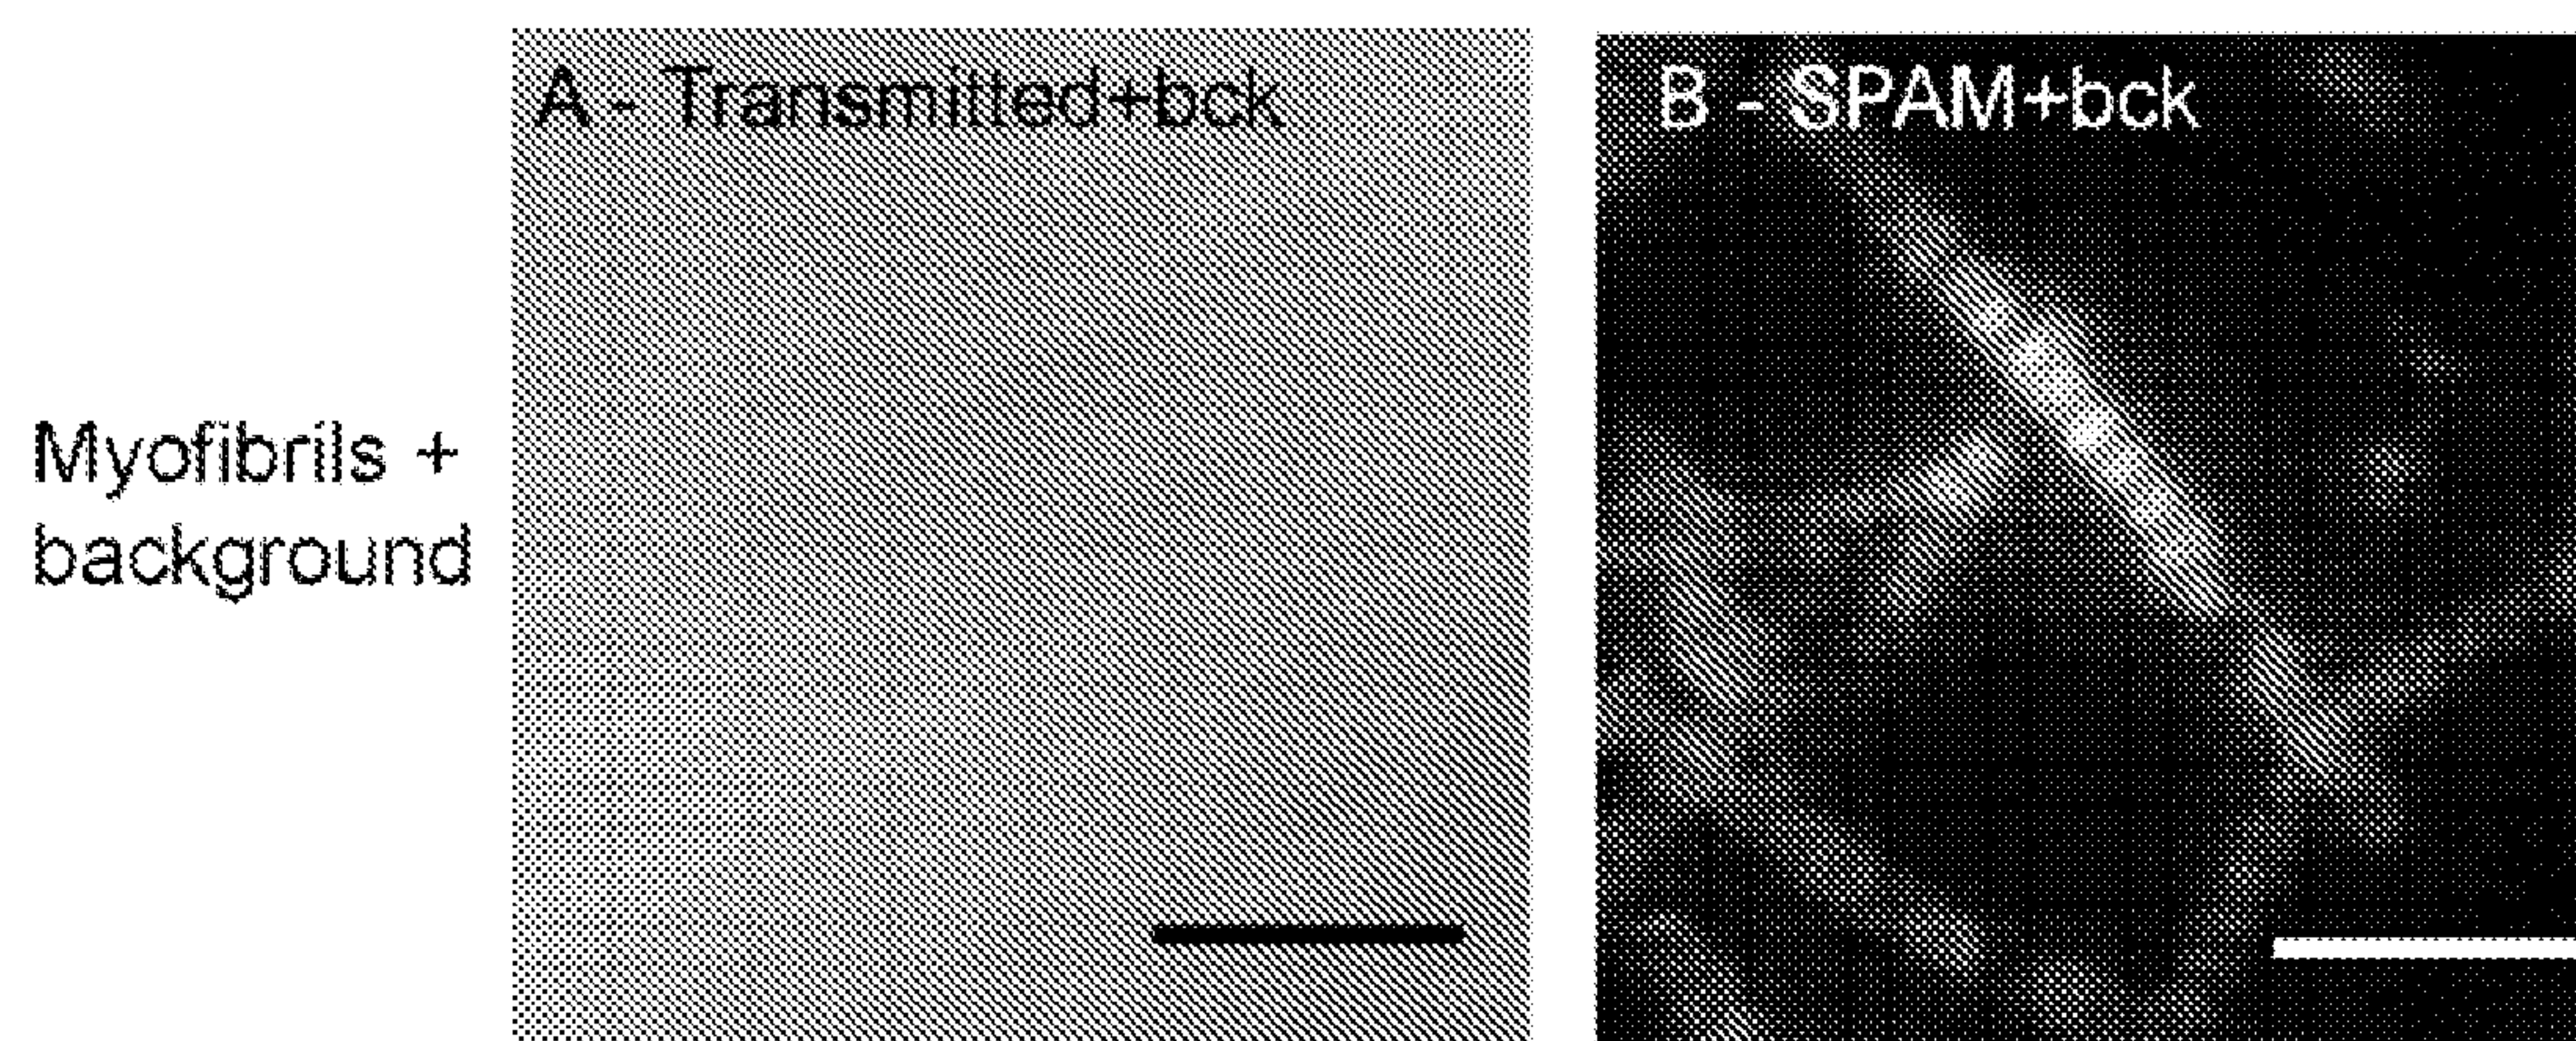 A - Transmitted+bck
B - SPAM+bck
Myofibrils +
background